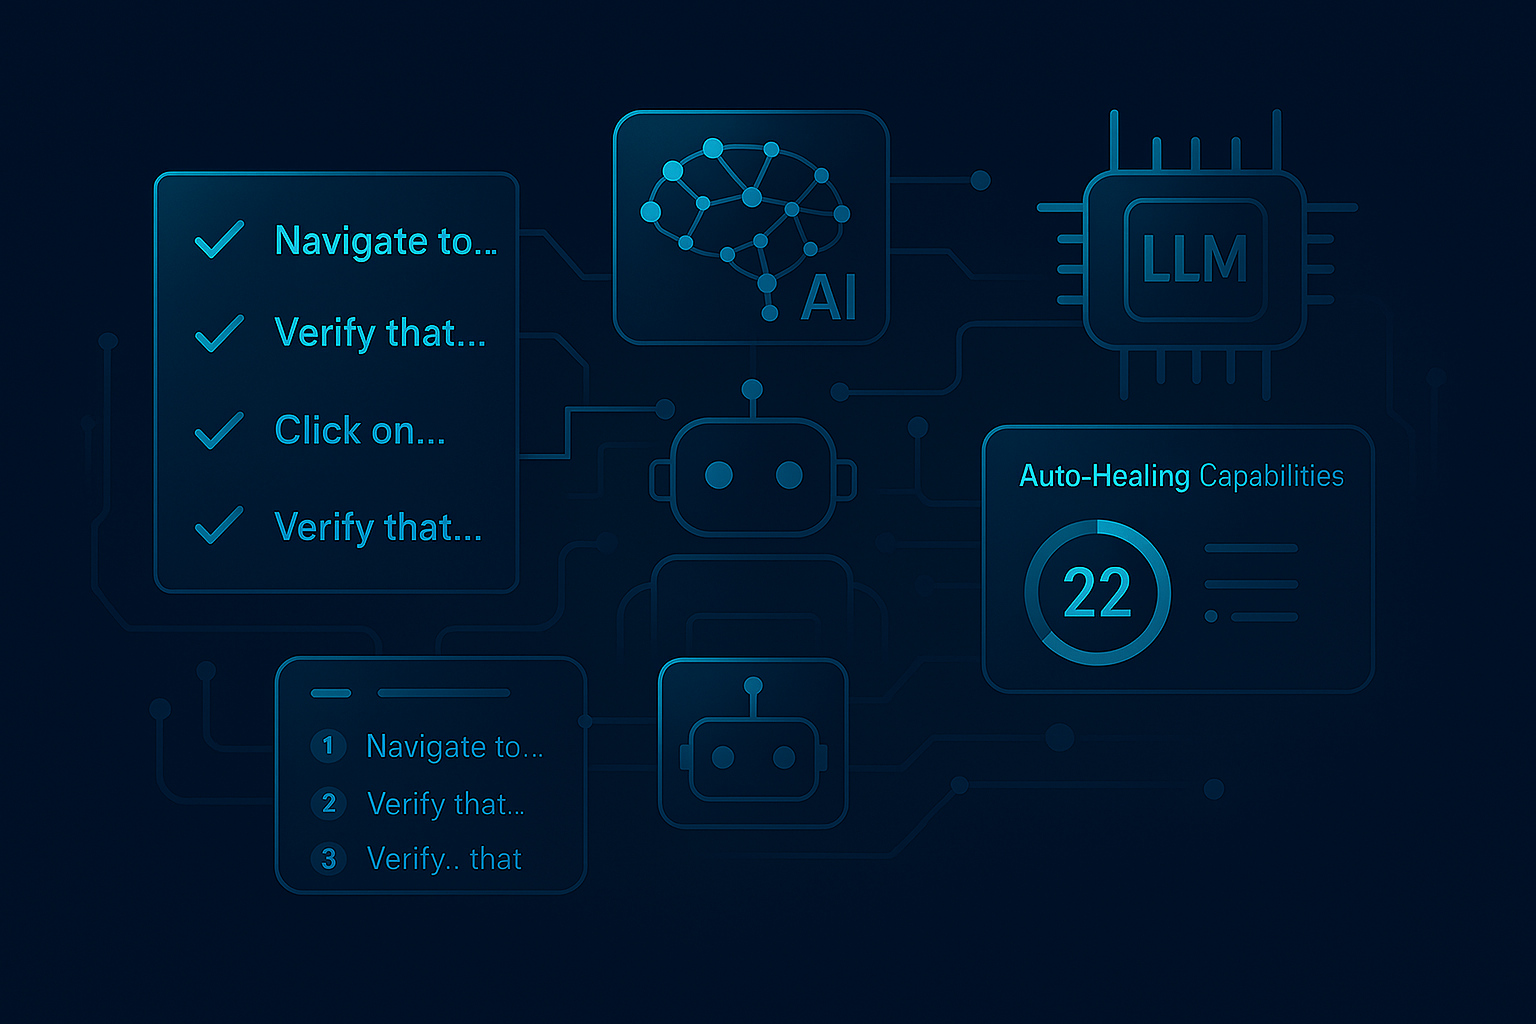 Navigate to...
Verify that...
Click on...
Verify that...
AI
LLM
Auto-Healing Capabilities
22
1 Navigate to...
2 Verify that...
3 Verify.. that